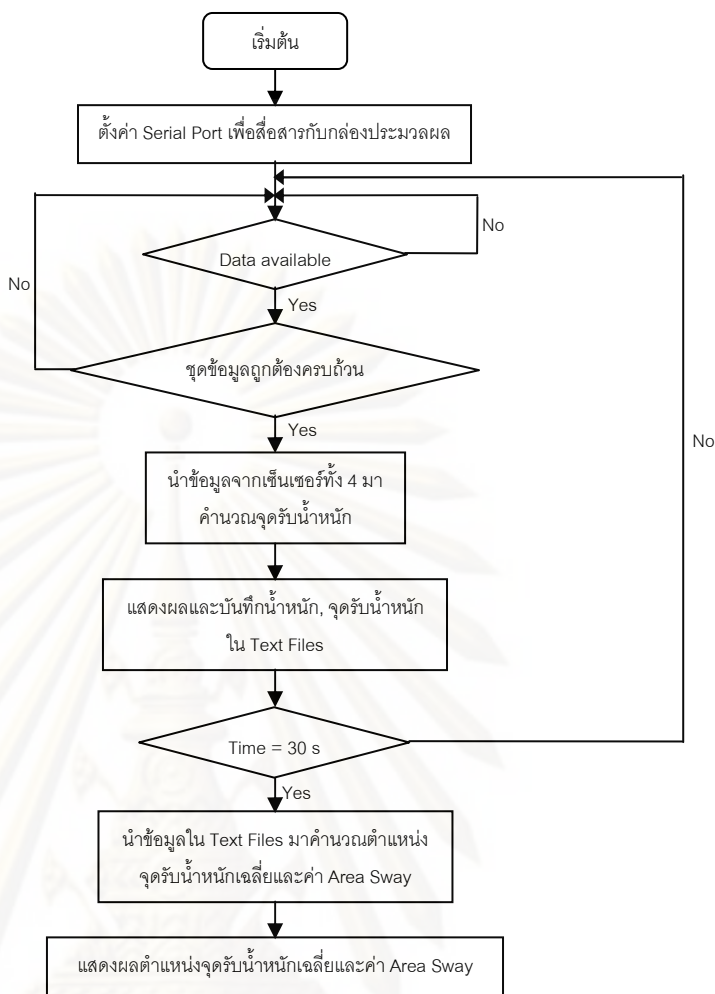 เริ่มต้น
ตั้งค่า Serial Port เพื่อสื่อสารกับกล่องประมวลผล
No
Data available
No
Yes
ชุดข้อมูลถูกต้องครบถ้วน
Yes
No
นำข้อมูลจากเซ็นเซอร์ทั้ง 4 มา
คำนวณจุดรับน้ำหนัก
แสดงผลและบันทึกน้ำหนัก, จุดรับน้ำหนัก
ใน Text Files
Time = 30 s
Yes
นำข้อมูลใน Text Files มาคำนวณตำแหน่ง
จุดรับน้ำหนักเฉลี่ยและค่า Area Sway
แสดงผลตำแหน่งจุดรับน้ำหนักเฉลี่ยและค่า Area Sway